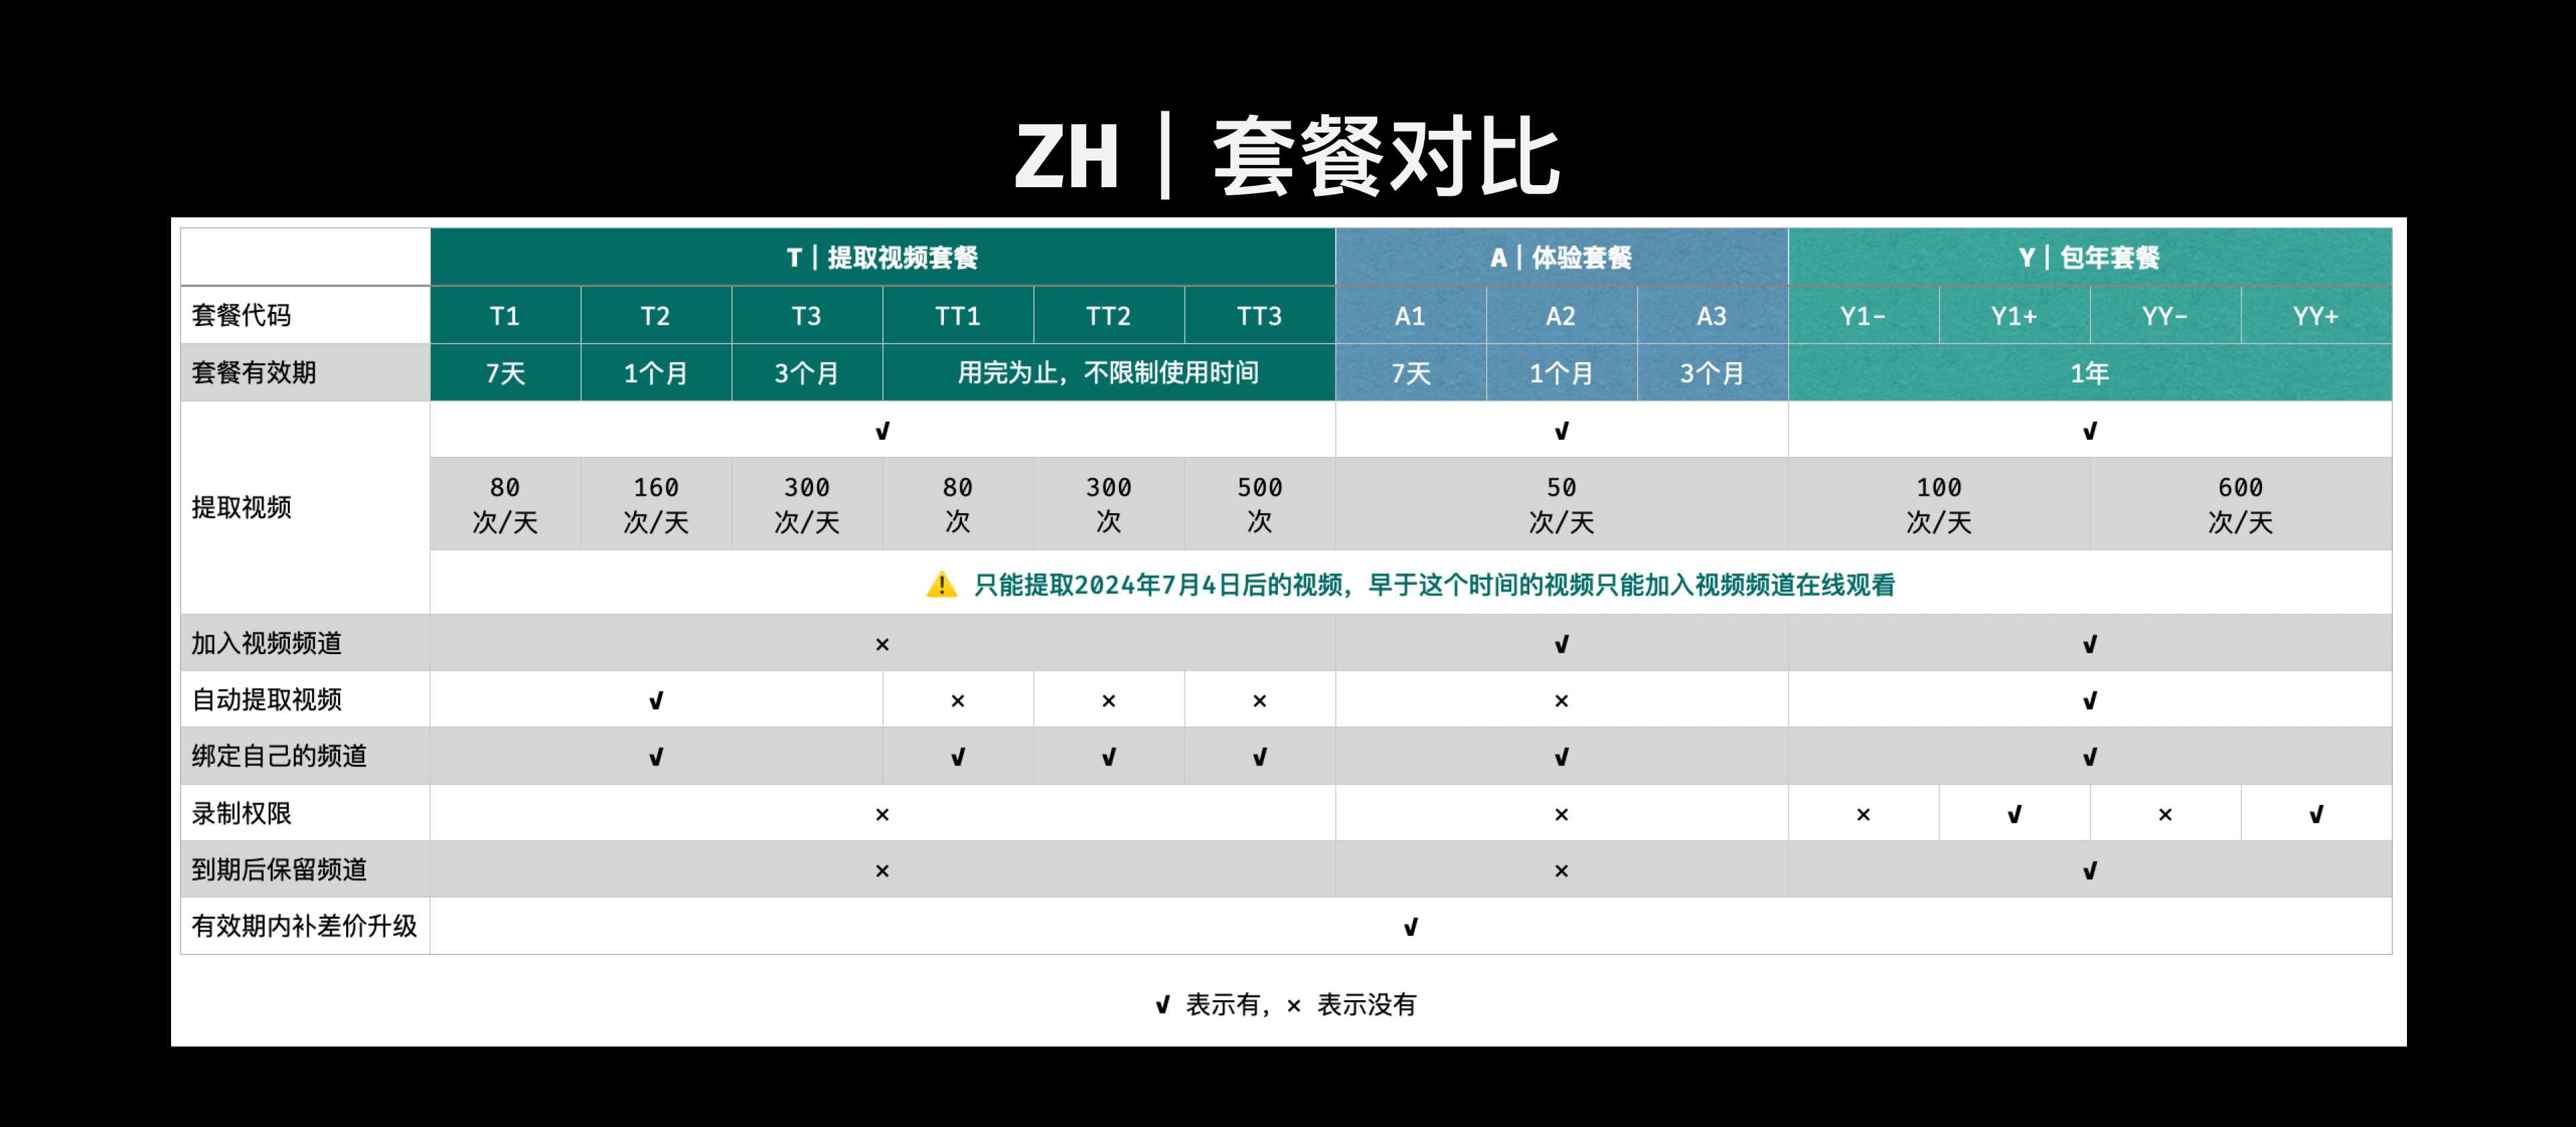 ZH｜套餐对比
T｜提取视频套餐 A｜体验套餐 Y｜包年套餐
套餐代码 T1 T2 T3 TT1 TT2 TT3 A1 A2 A3 Y1- Y1+ YY- YY+
套餐有效期 7天 1个月 3个月 用完为止，不限制使用时间 7天 1个月 3个月 1年
√ √ √
提取视频
80 160 300 80 300 500 50 100 600
次/天 次/天 次/天 次 次 次 次/天 次/天 次/天
⚠️ 只能提取2024年7月4日后的视频，早于这个时间的视频只能加入视频频道在线观看
加入视频频道 × √ √
自动提取视频 √ × × × × √
绑定自己的频道 √ √ √ √ √ √
录制权限 × × × √ × √
到期后保留频道 × × √
有效期内补差价升级 √
√ 表示有，× 表示没有